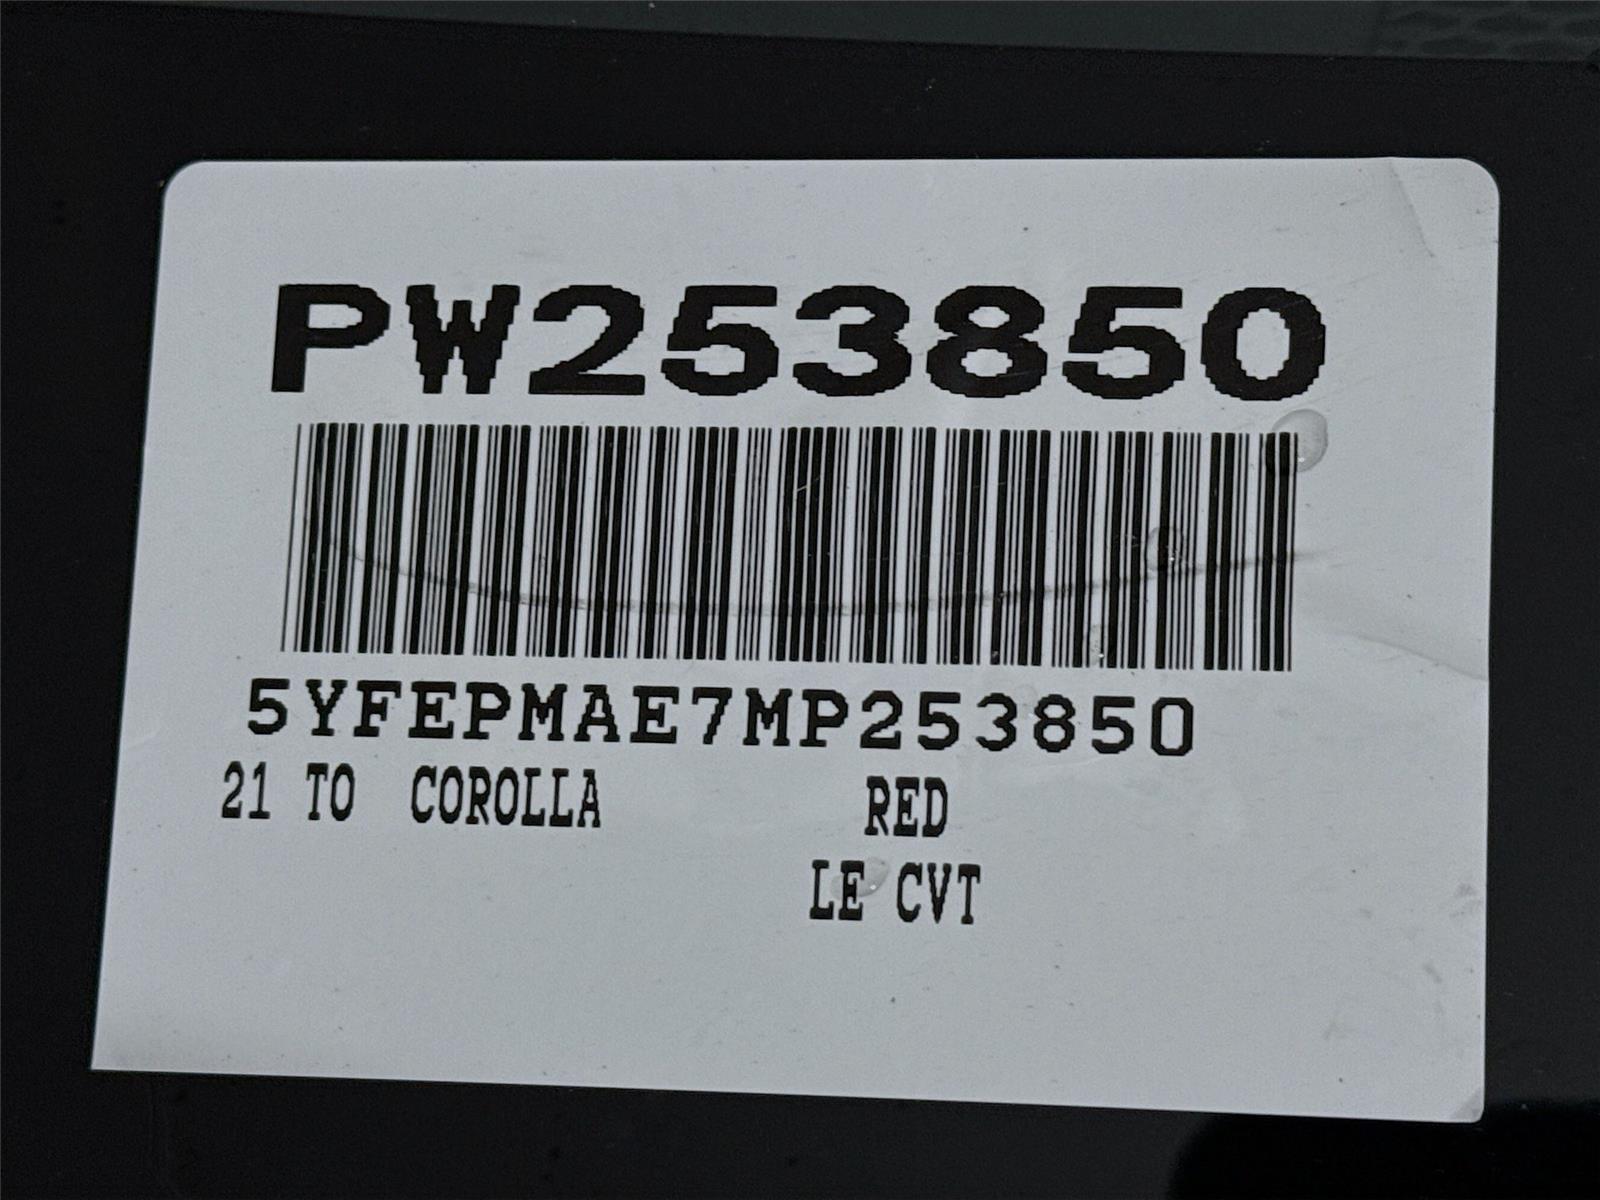 PW253850
5YFEPMAE7MP253850
21 TO COROLLA RED
LE CVT